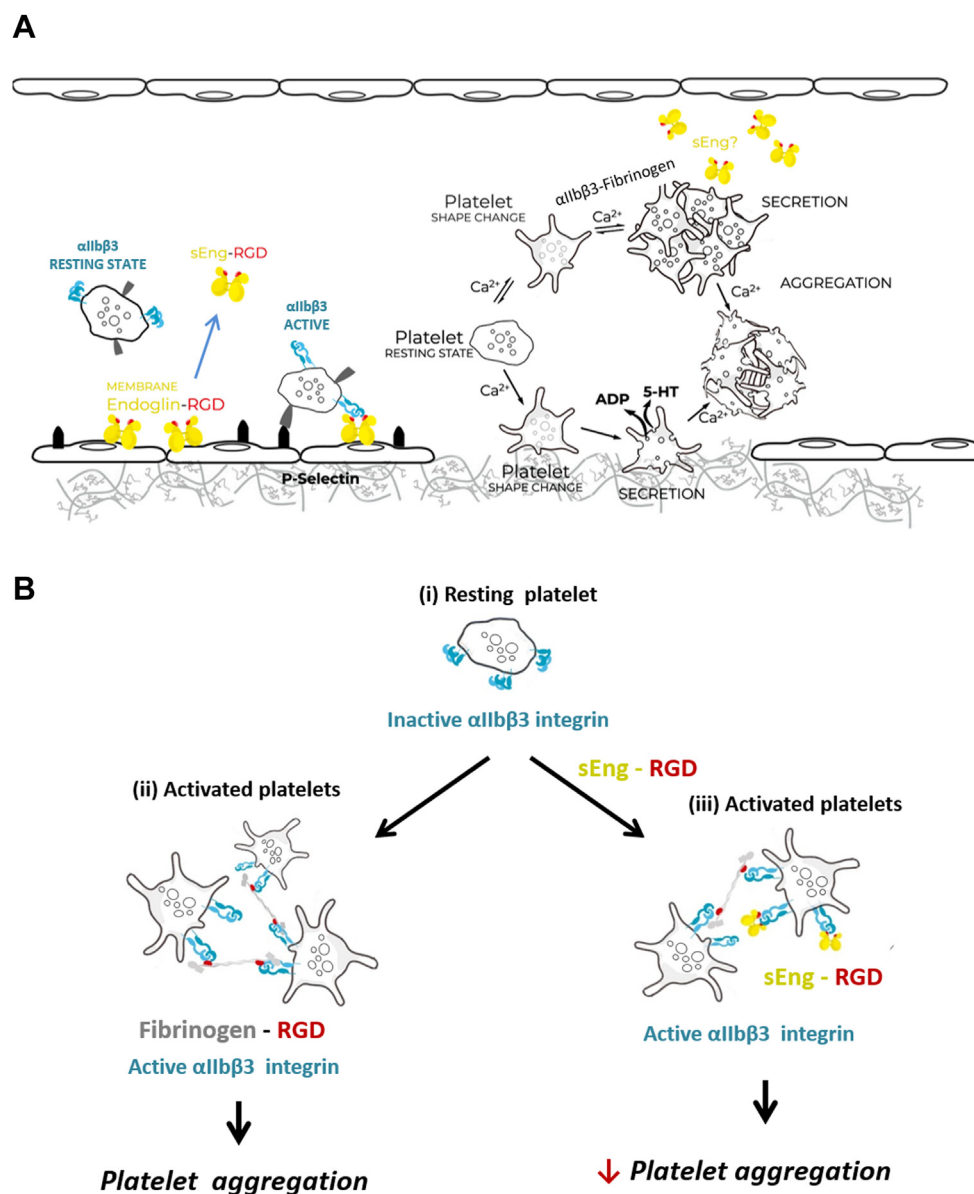 A
sEng?
αIIbβ3-Fibrinogen
Platelet
SHAPE CHANGE
Ca²⁺
SECRETION
αIIbβ3
RESTING STATE
sEng-RGD
αIIbβ3
ACTIVE
Ca²⁺
Ca²⁺
AGGREGATION
Platelet
RESTING STATE
MEMBRANE
Endoglin-RGD
Ca²⁺
ADP
5-HT
Ca²⁺
P-Selectin
Platelet
SHAPE CHANGE
SECRETION
B
(i) Resting platelet
Inactive αIIbβ3 integrin
sEng - RGD
(ii) Activated platelets
(iii) Activated platelets
sEng - RGD
Fibrinogen - RGD
Active αIIbβ3 integrin
Active αIIbβ3 integrin
Platelet aggregation
↓ Platelet aggregation